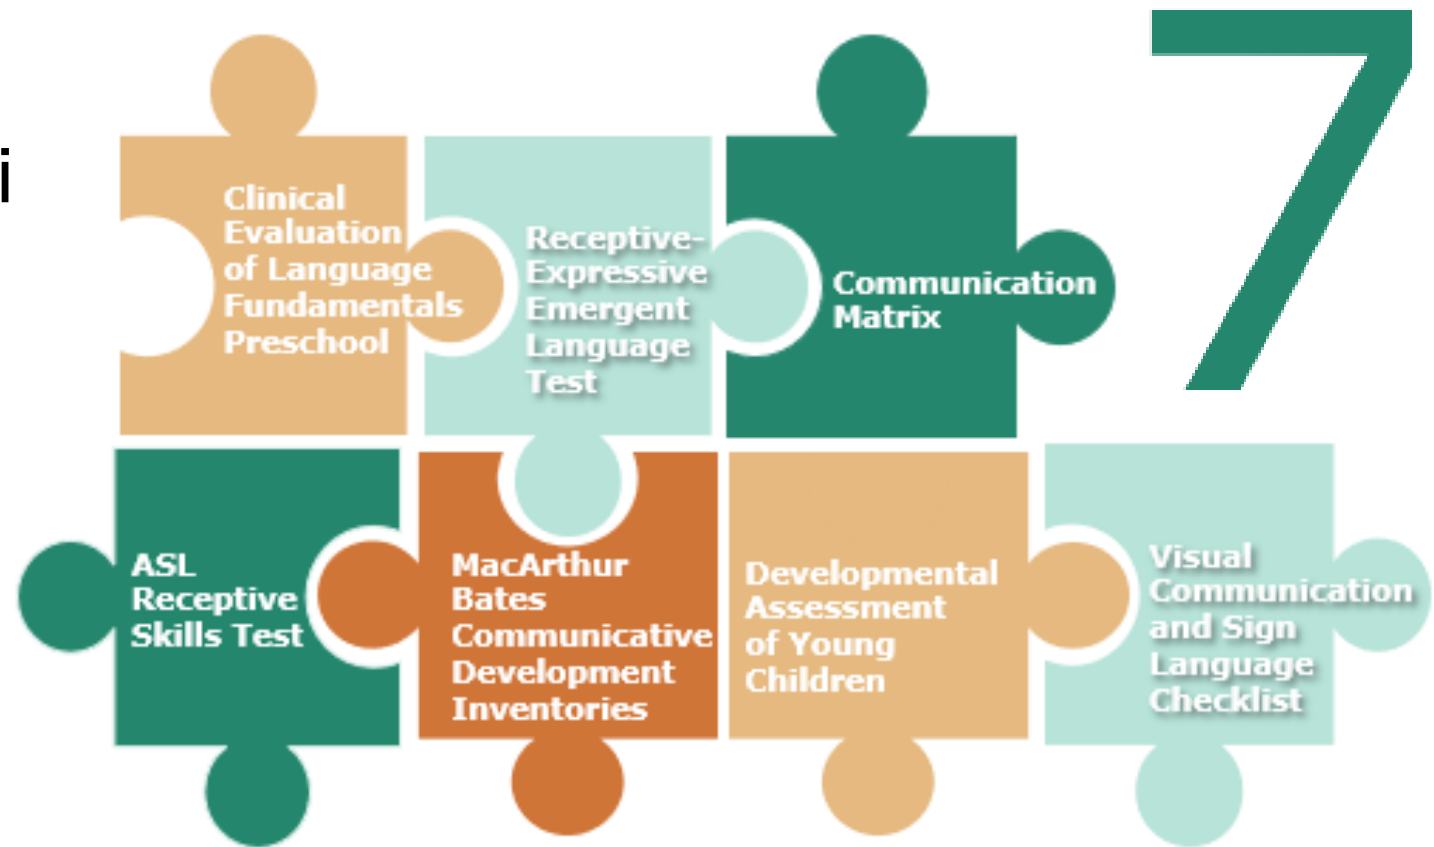 i
7
Clinical
Evaluation
of Language
Fundamentals
Preschool
Receptive-
Expressive
Emergent
Language
Test
Communication
Matrix
ASL
Receptive
Skills Test
MacArthur
Bates
Communicative
Development
Inventories
Developmental
Assessment
of Young
Children
Visual
Communication
and Sign
Language
Checklist